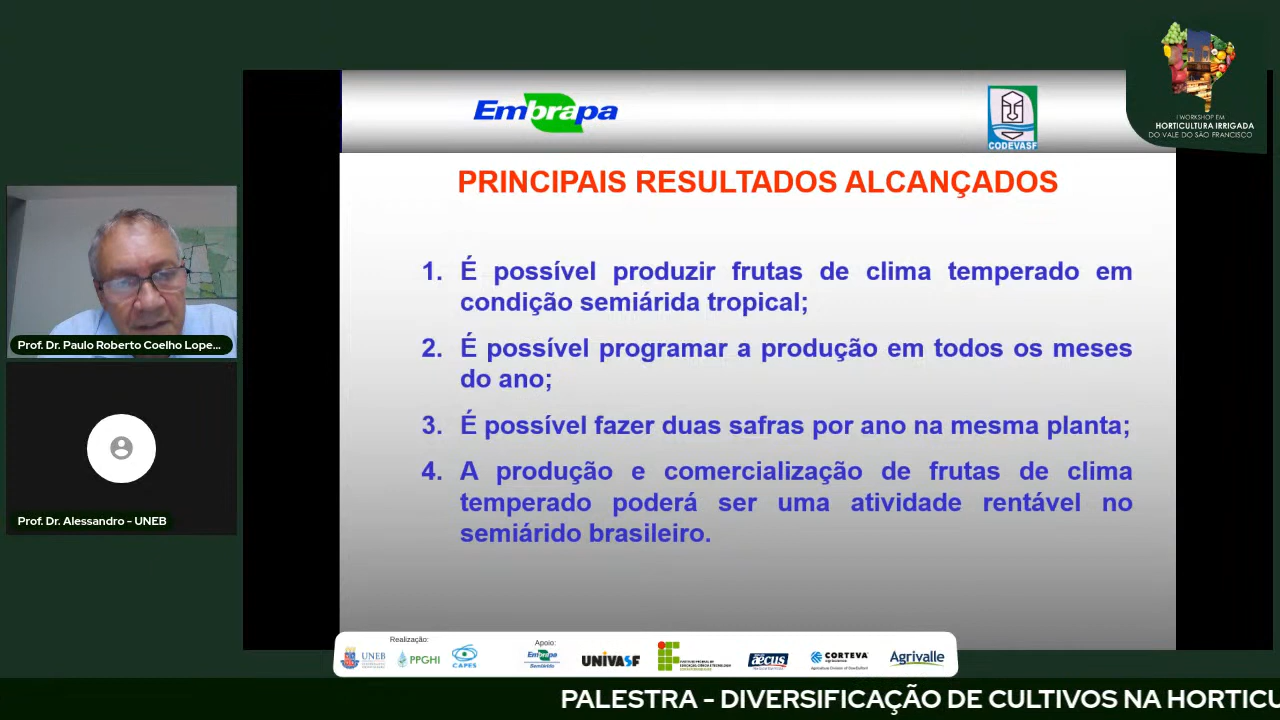 I WORKSHOP EM
HORTICULTURA IRRIGADA
DO VALE DO SÃO FRANCISCO
Embrapa
CODEVASF
PRINCIPAIS RESULTADOS ALCANÇADOS
1. É possível produzir frutas de clima temperado em
condição semiárida tropical;
2. É possível programar a produção em todos os meses
do ano;
3. É possível fazer duas safras por ano na mesma planta;
4. A produção e comercialização de frutas de clima
temperado poderá ser uma atividade rentável no
semiárido brasileiro.
Prof. Dr. Paulo Roberto Coelho Lope...
Prof. Dr. Alessandro - UNEB
Realização:
UNEB
PPGHI
CAPES
Apoio:
Embrapa
Semiárido
UNIVASF
aecus
CORTEVA
agriscience
Agrivalle
PALESTRA - DIVERSIFICAÇÃO DE CULTIVOS NA HORTICU